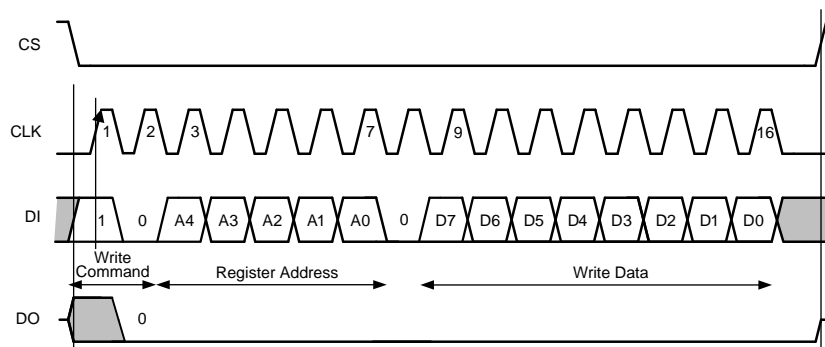 CS
CLK 1 2 3 7 9 16
DI 1 0 A4 A3 A2 A1 A0 0 D7 D6 D5 D4 D3 D2 D1 D0
Write
Command Register Address Write Data
DO 0